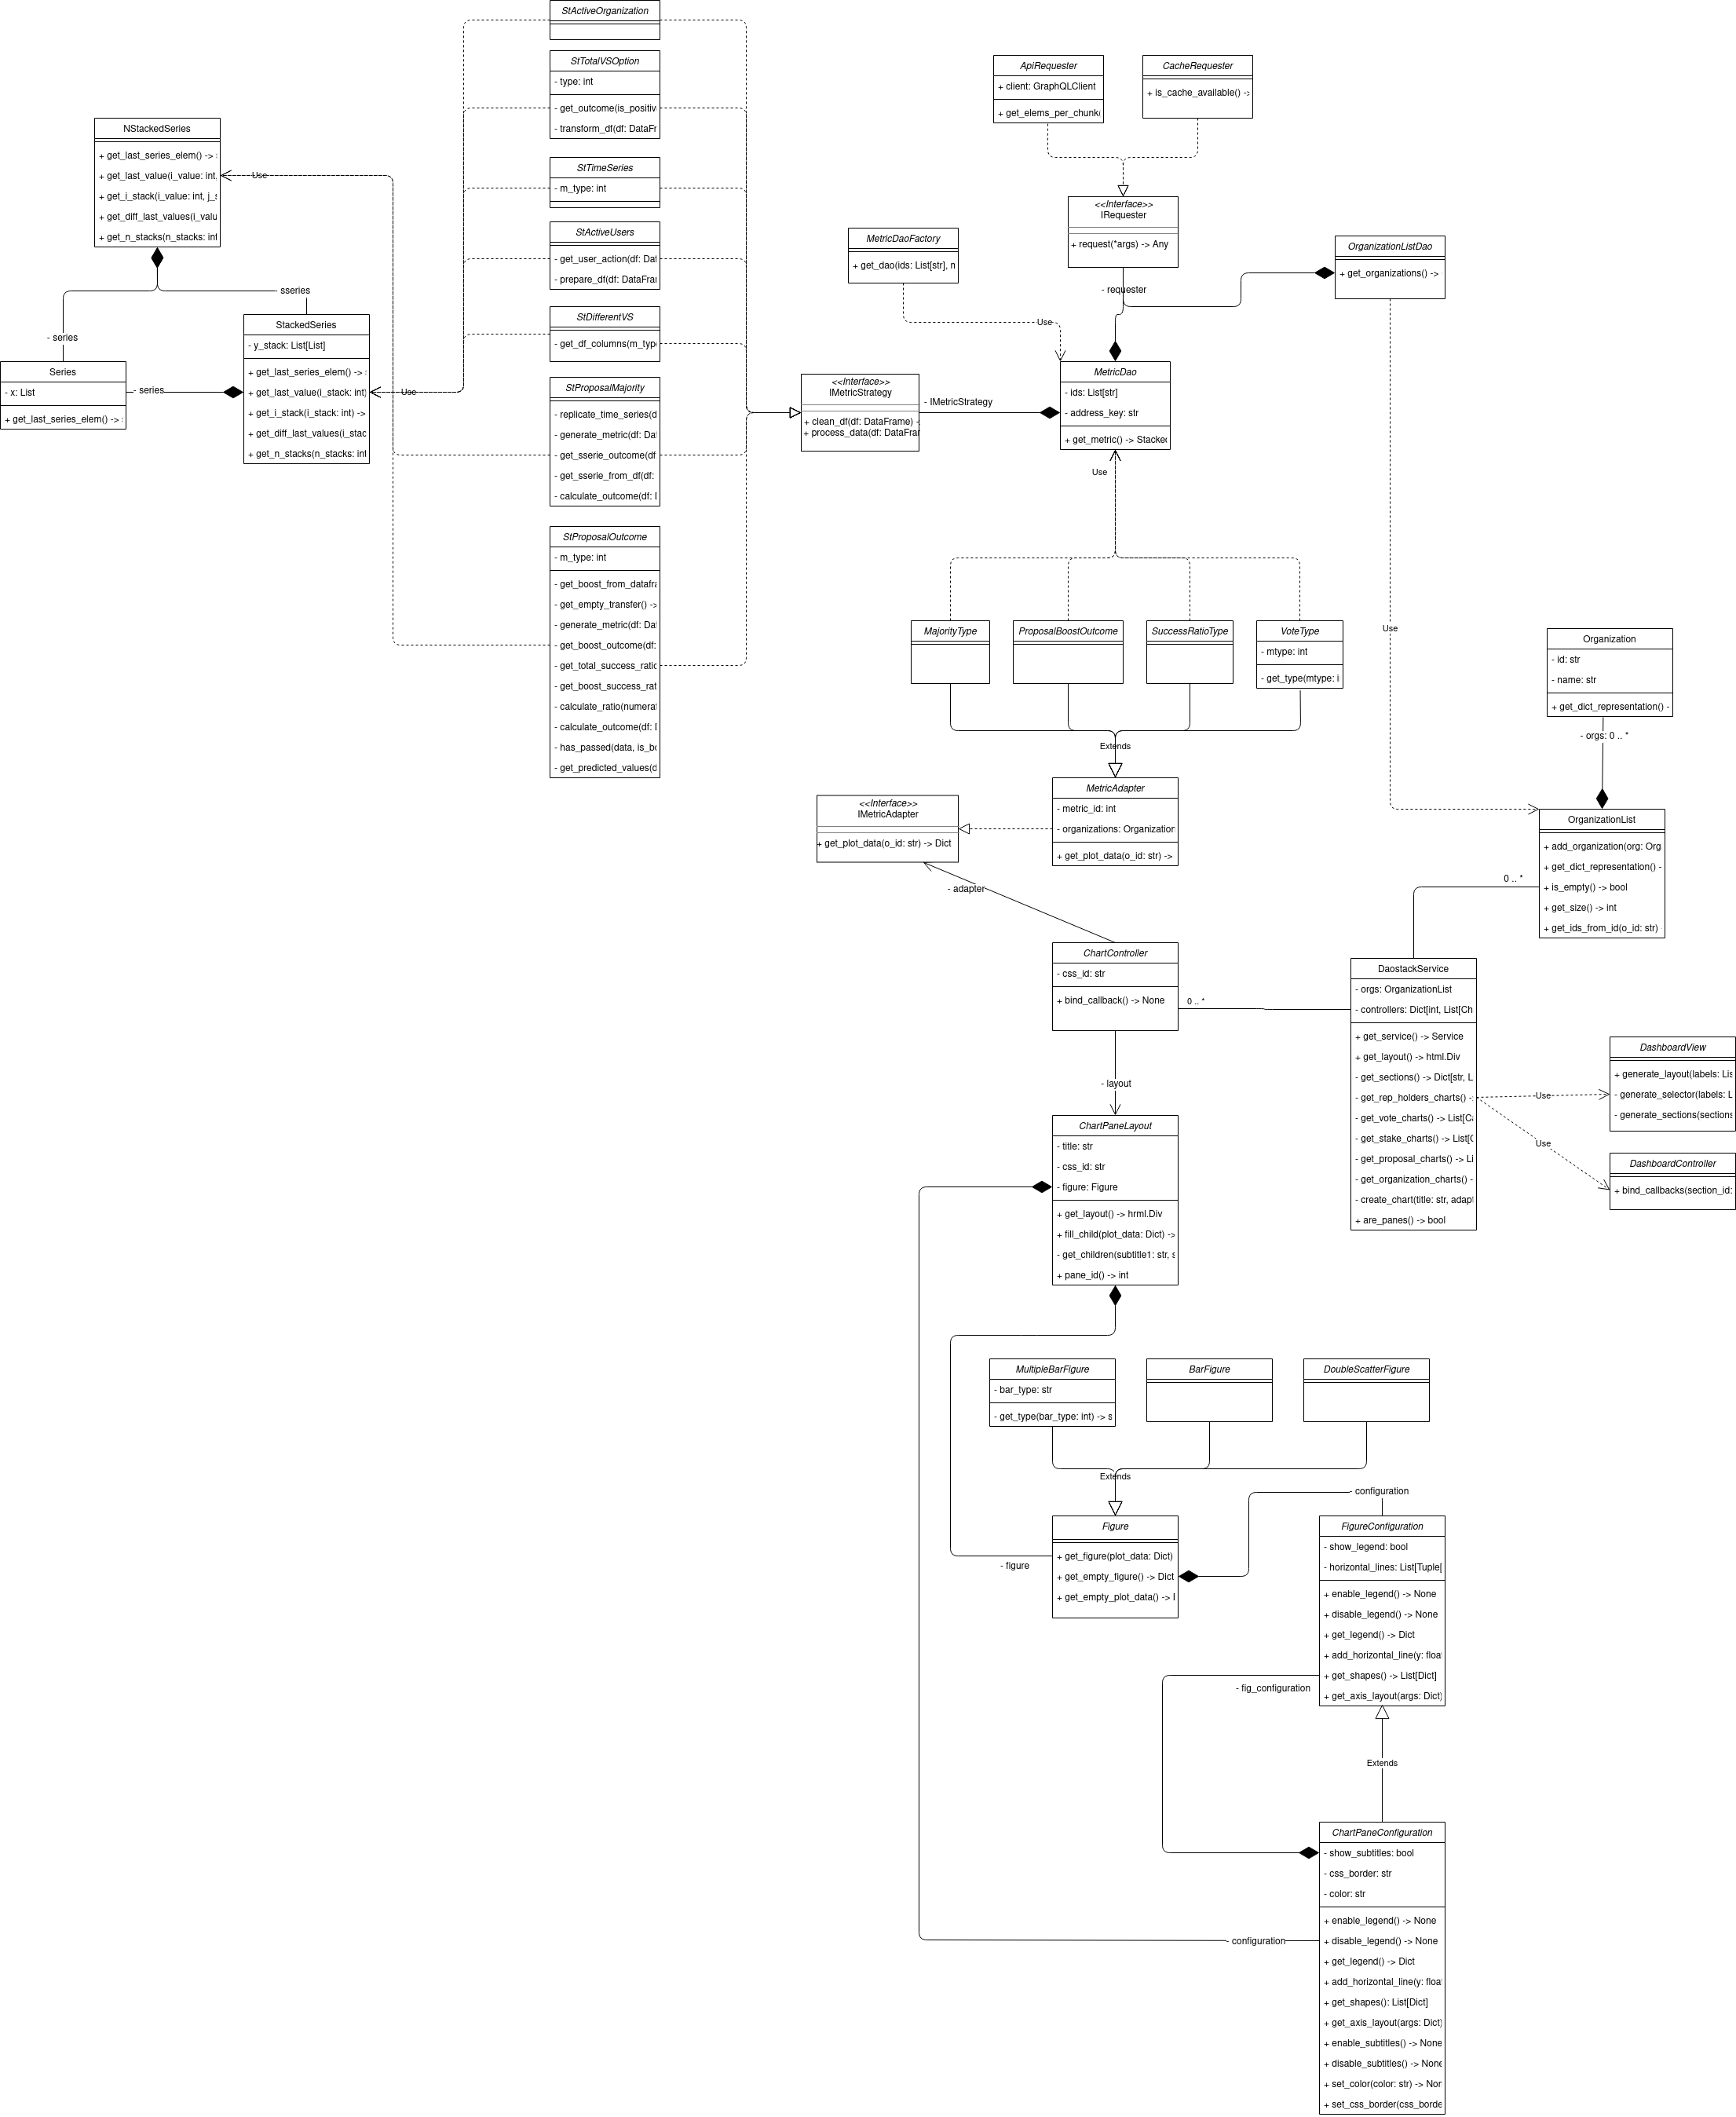 StActiveOrganization
StTotalVSOption
- type: int
- get_outcome(is_positiv
- transform_df(df: DataFr
StTimeSeries
- m_type: int
StActiveUsers
- get_user_action(df: Dat
- prepare_df(df: DataFrar
StDifferentVS
- get_df_columns(m_type
StProposalMajority
- replicate_time_series(d
- generate_metric(df: Dat
- get_sserie_outcome(df
- get_sserie_from_df(df:
- calculate_outcome(df: I
StProposalOutcome
- m_type: int
- get_boost_from_datafra
- get_empty_transfer() ->
- generate_metric(df: Dat
- get_boost_outcome(df:
- get_total_success_ratic
- get_boost_success_rat
- calculate_ratio(numerat
- calculate_outcome(df: I
- has_passed(data, is_bo
- get_predicted_values(d
NStackedSeries
+ get_last_series_elem() -> :
+ get_last_value(i_value: int,
+ get_i_stack(i_value: int, j_s
+ get_diff_last_values(i_valu
+ get_n_stacks(n_stacks: int
Use
sseries
- series
Series
- x: List
+ get_last_series_elem() -> :
- series
StackedSeries
- y_stack: List[List]
+ get_last_series_elem() -> :
+ get_last_value(i_stack: int)
+ get_i_stack(i_stack: int) ->
+ get_diff_last_values(i_stac
+ get_n_stacks(n_stacks: int
Use
ApiRequester
+ client: GraphQLClient
+ get_elems_per_chunk(
CacheRequester
+ is_cache_available() ->
<<Interface>>
IRequester
+ request(*args) -> Any
- requester
MetricDaoFactory
+ get_dao(ids: List[str], n
Use
OrganizationListDao
+ get_organizations() ->
<<Interface>>
IMetricStrategy
+ clean_df(df: DataFrame) -
+ process_data(df: DataFrar
- IMetricStrategy
MetricDao
- ids: List[str]
- address_key: str
+ get_metric() -> Stacked
Use
MajorityType
ProposalBoostOutcome
SuccessRatioType
VoteType
- mtype: int
- get_type(mtype: i
Extends
Use
MetricAdapter
- metric_id: int
- organizations: Organization
+ get_plot_data(o_id: str) ->
<<Interface>>
IMetricAdapter
+ get_plot_data(o_id: str) -> Dict
- adapter
Organization
- id: str
- name: str
+ get_dict_representation() -
- orgs: 0 .. *
OrganizationList
+ add_organization(org: Org
+ get_dict_representation() -
+ is_empty() -> bool
+ get_size() -> int
+ get_ids_from_id(o_id: str)
0 .. *
ChartController
- css_id: str
+ bind_callback() -> None
0 .. *
- layout
DaostackService
- orgs: OrganizationList
- controllers: Dict[int, List[Ch
+ get_service() -> Service
+ get_layout() -> html.Div
- get_sections() -> Dict[str, L
- get_rep_holders_charts() -:
- get_vote_charts() -> List[Ca
- get_stake_charts() -> List[C
- get_proposal_charts() -> Li
- get_organization_charts() -
- create_chart(title: str, adapt
+ are_panes() -> bool
Use
Use
DashboardView
+ generate_layout(labels: Lis
- generate_selector(labels: L
- generate_sections(sections
DashboardController
+ bind_callbacks(section_id:
ChartPaneLayout
- title: str
- css_id: str
- figure: Figure
+ get_layout() -> hrml.Div
+ fill_child(plot_data: Dict) ->
- get_children(subtitle1: str, s
+ pane_id() -> int
MultipleBarFigure
- bar_type: str
- get_type(bar_type: int) -> s
BarFigure
DoubleScatterFigure
Extends
Figure
+ get_figure(plot_data: Dict)
+ get_empty_figure() -> Dict
+ get_empty_plot_data() -> I
- figure
- configuration
FigureConfiguration
- show_legend: bool
- horizontal_lines: List[Tuple[
+ enable_legend() -> None
+ disable_legend() -> None
+ get_legend() -> Dict
+ add_horizontal_line(y: float
+ get_shapes() -> List[Dict]
+ get_axis_layout(args: Dict)
- fig_configuration
Extends
ChartPaneConfiguration
- show_subtitles: bool
- css_border: str
- color: str
+ enable_legend() -> None
+ disable_legend() -> None
+ get_legend() -> Dict
+ add_horizontal_line(y: float
+ get_shapes(): List[Dict]
+ get_axis_layout(args: Dict)
+ enable_subtitles() -> None
+ disable_subtitles() -> None
+ set_color(color: str) -> Non
+ set_css_border(css_borde
- configuration